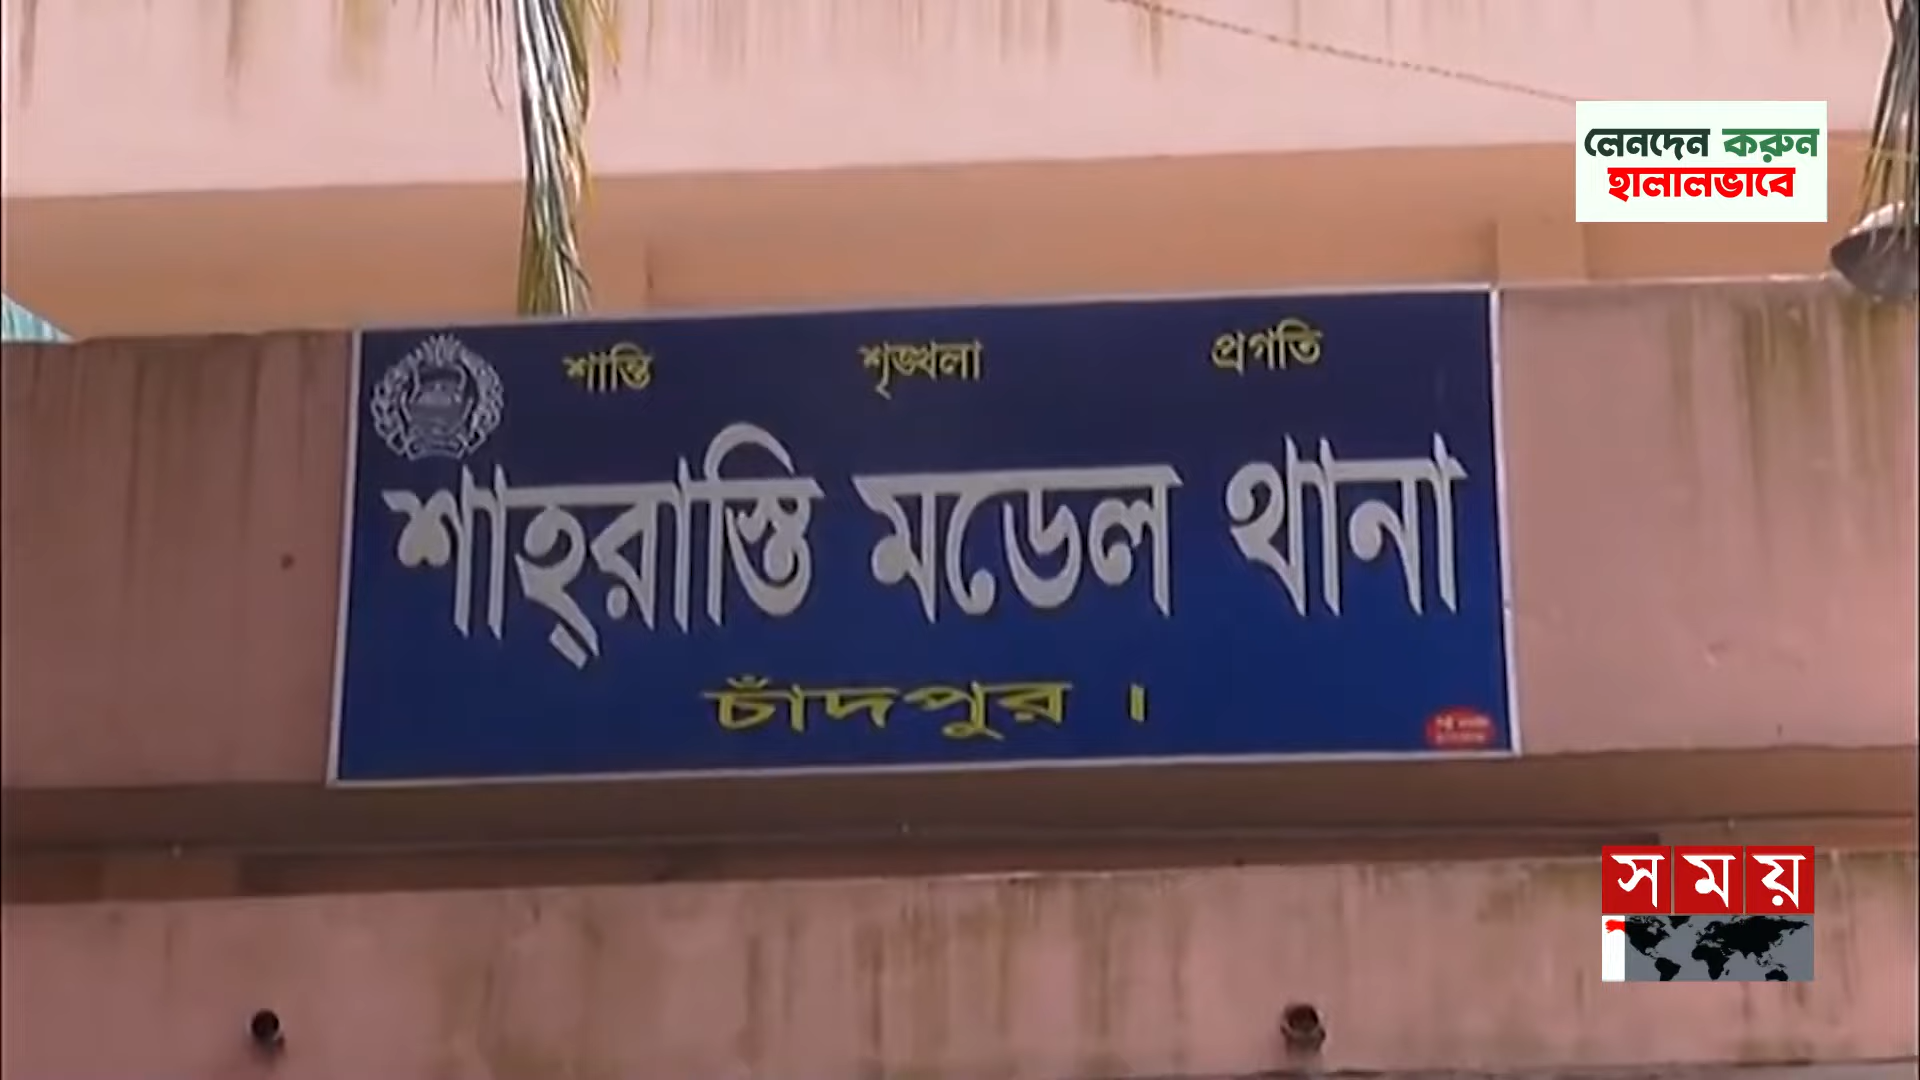 লেনদেন করুন
হালালভাবে
শান্তি শৃঙ্খলা প্রগতি
শাহ্‌রাস্তি মডেল থানা
চাঁদপুর ।
সময়